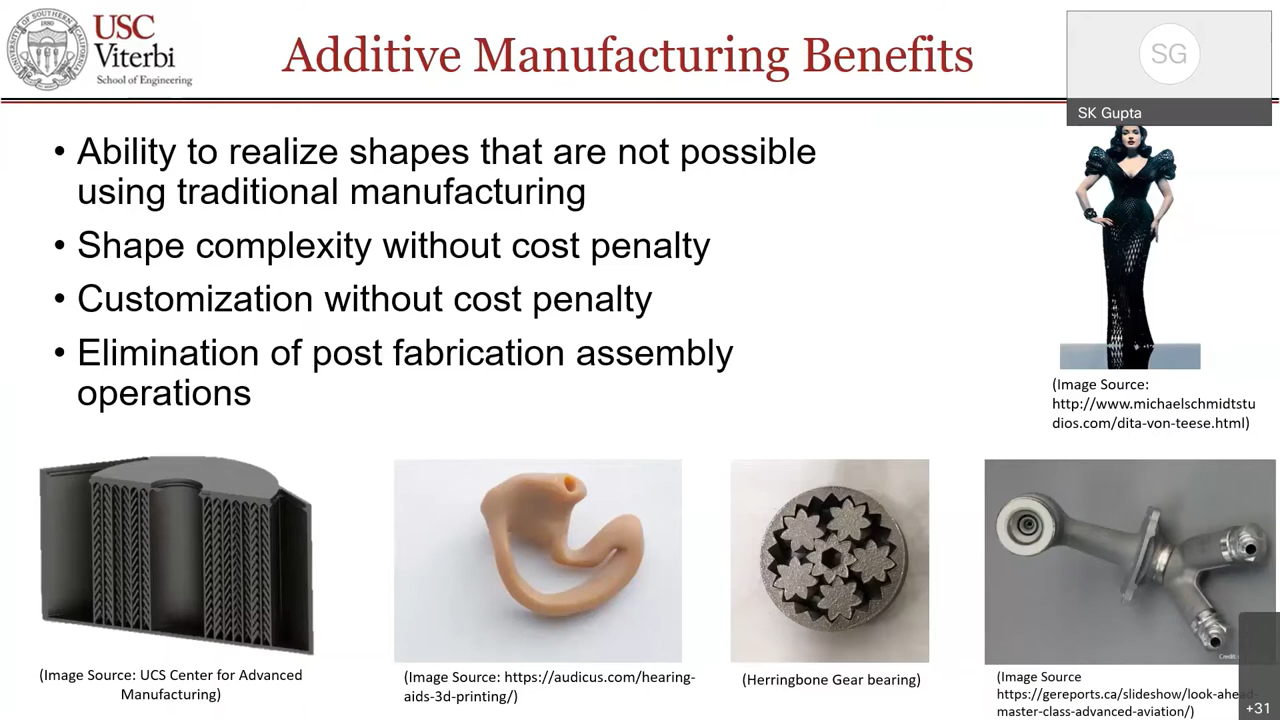 USC
Viterbi
School of Engineering
Additive Manufacturing Benefits
SG
SK Gupta
• Ability to realize shapes that are not possible
using traditional manufacturing
• Shape complexity without cost penalty
• Customization without cost penalty
• Elimination of post fabrication assembly
operations
(Image Source:
http://www.michaelschmidtstu
dios.com/dita-von-teese.html)
(Image Source: UCS Center for Advanced
Manufacturing)
(Image Source: https://audicus.com/hearing-
aids-3d-printing/)
(Herringbone Gear bearing)
(Image Source
https://gereports.ca/slideshow/look-ahead-
master-class-advanced-aviation/)
+31